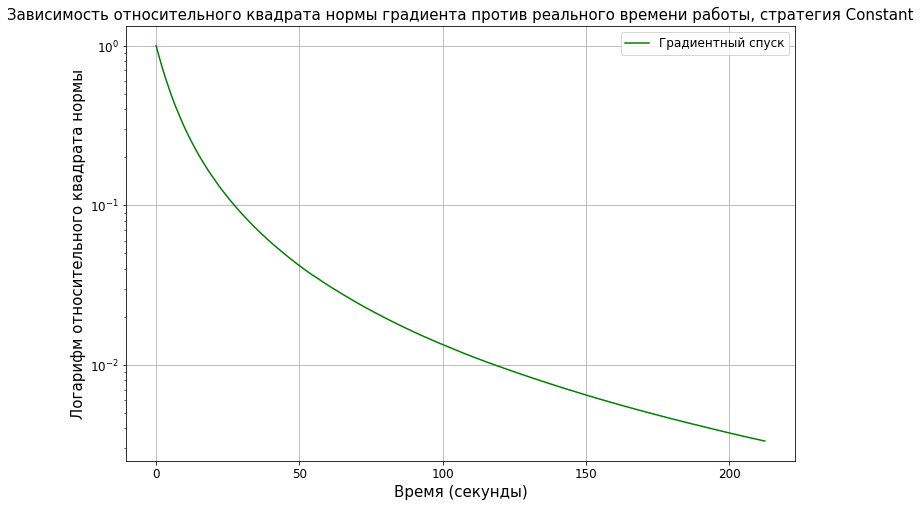 Зависимость относительного квадрата нормы градиента против реального времени работы, стратегия Constant
Градиентный спуск
Логарифм относительного квадрата нормы
10⁰
10⁻¹
10⁻²
0 50 100 150 200
Время (секунды)